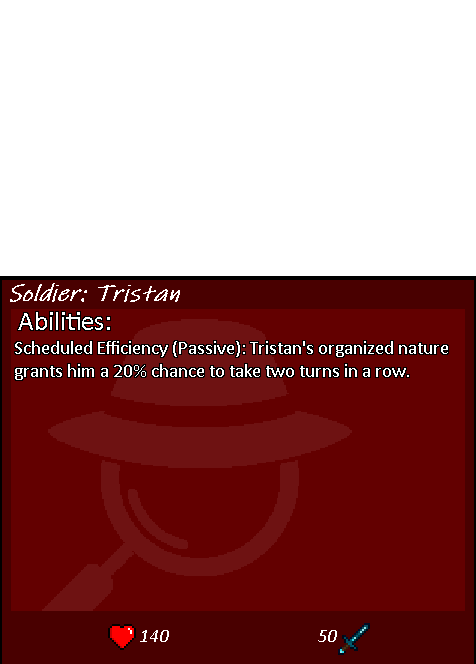 Soldier: Tristan
Abilities:
Scheduled Efficiency (Passive): Tristan's organized nature
grants him a 20% chance to take two turns in a row.
140 50